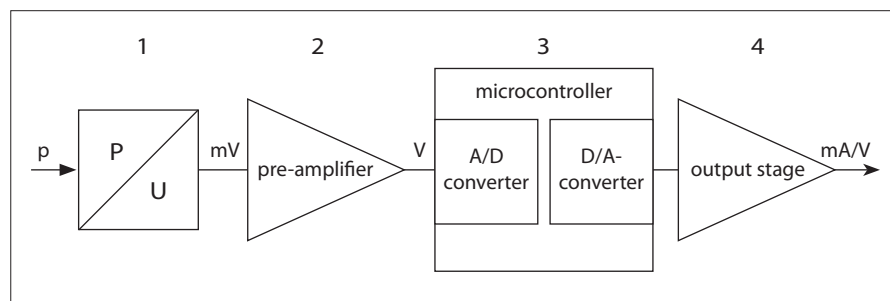 1
2
3
4
microcontroller
p
P
U
mV
pre-amplifier
V
A/D
converter
D/A-
converter
output stage
mA/V